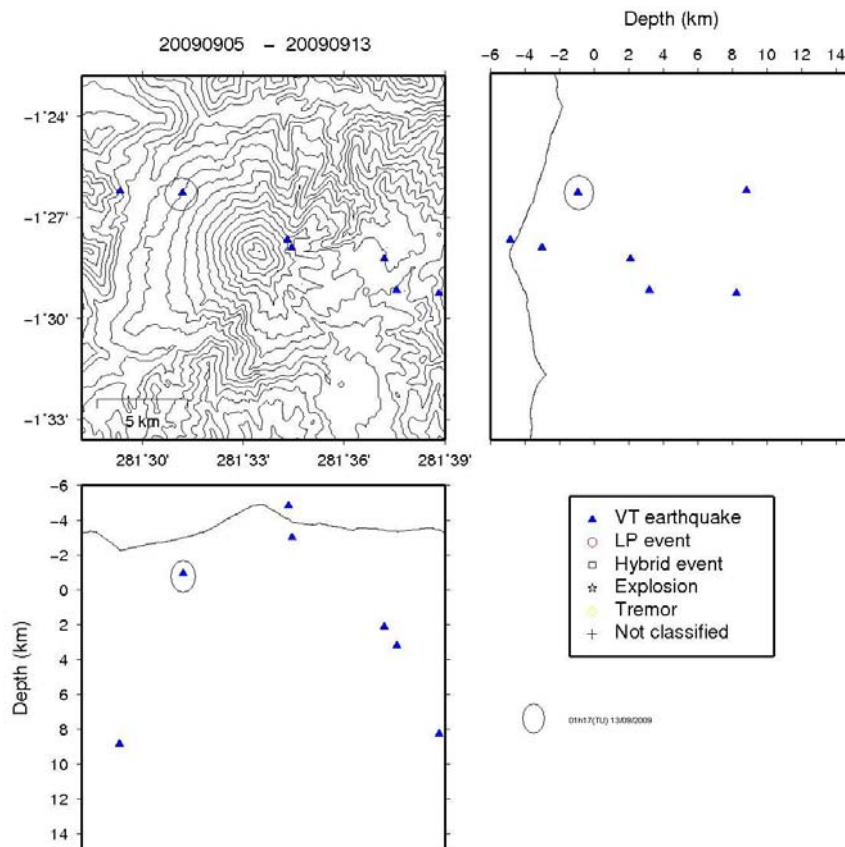 20090905 – 20090913
Depth (km)
-6 -4 -2 0 2 4 6 8 10 12 14
-1˚24'
-1˚27'
-1˚30'
-1˚33'
5 km
281˚30' 281˚33' 281˚36' 281˚39'
Depth (km)
-6
-4
-2
0
2
4
6
8
10
12
14
VT earthquake
LP event
Hybrid event
Explosion
Tremor
Not classified
01h17(TU) 13/09/2009